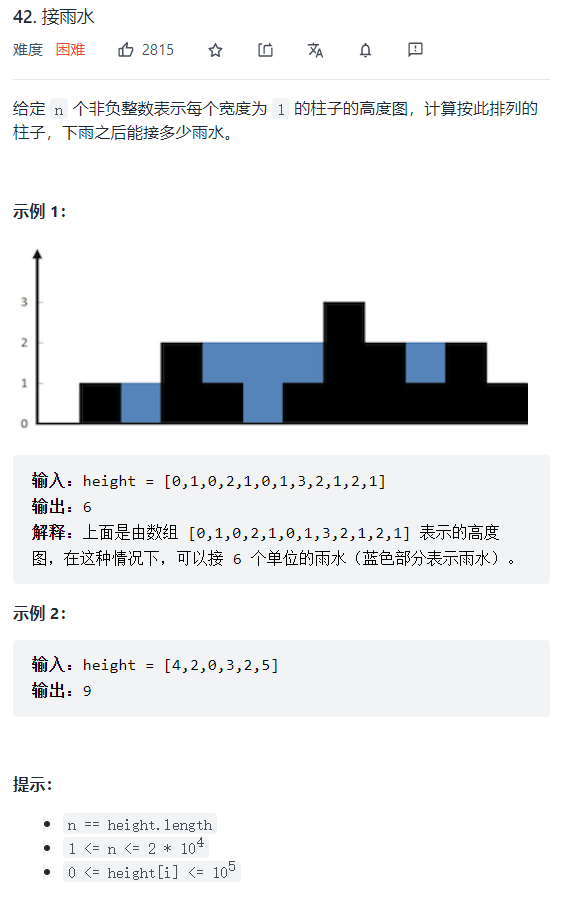 42. 接雨水
难度 困难 2815
给定 n 个非负整数表示每个宽度为 1 的柱子的高度图，计算按此排列的
柱子，下雨之后能接多少雨水。
示例 1：
3
2
1
0
输入：height = [0,1,0,2,1,0,1,3,2,1,2,1]
输出：6
解释：上面是由数组 [0,1,0,2,1,0,1,3,2,1,2,1] 表示的高度
图，在这种情况下，可以接 6 个单位的雨水（蓝色部分表示雨水）。
示例 2：
输入：height = [4,2,0,3,2,5]
输出：9
提示：
n == height.length
1 <= n <= 2 * 10^4
0 <= height[i] <= 10^5